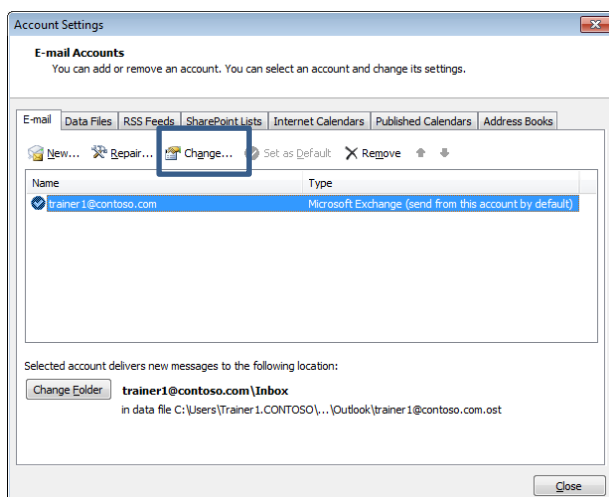 Account Settings
E-mail Accounts
You can add or remove an account. You can select an account and change its settings.
E-mail Data Files RSS Feeds SharePoint Lists Internet Calendars Published Calendars Address Books
New... Repair... Change... Set as Default Remove
Name Type
trainer1@contoso.com Microsoft Exchange (send from this account by default)
Selected account delivers new messages to the following location:
Change Folder trainer1@contoso.com\Inbox
in data file C:\Users\Trainer1.CONTOSO\...\Outlook\trainer1@contoso.com.ost
Close